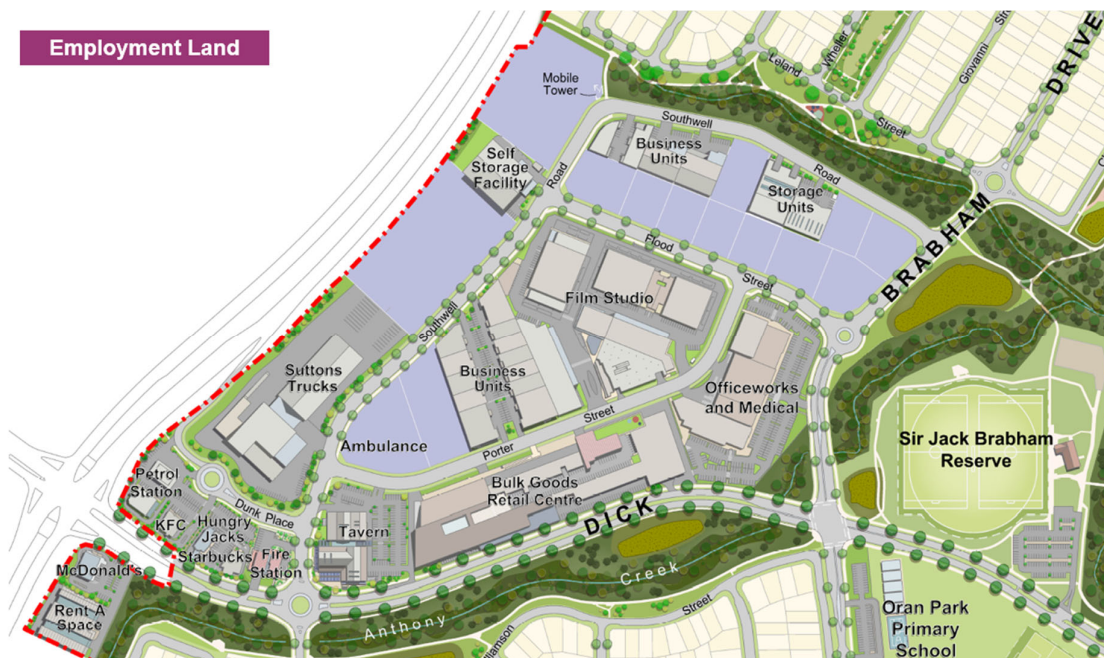 Employment Land
Mobile
Tower
Leland
Wheller
Street
Giovanni
Street
DRIVE
Southwell
Road
Business
Units
Storage
Units
Self
Storage
Facility
Road
Flood
Street
BRABHAM
Film Studio
Southwell
Suttons
Trucks
Business
Units
Officeworks
and Medical
Street
Porter
Ambulance
Sir Jack Brabham
Reserve
Petrol
Station
Bulk Goods
Retail Centre
DICK
Dunk Place
KFC
Hungry
Jacks
Tavern
Starbucks
Fire
Station
McDonald's
Rent A
Space
Creek
Anthony
Street
Oran Park
Primary
School